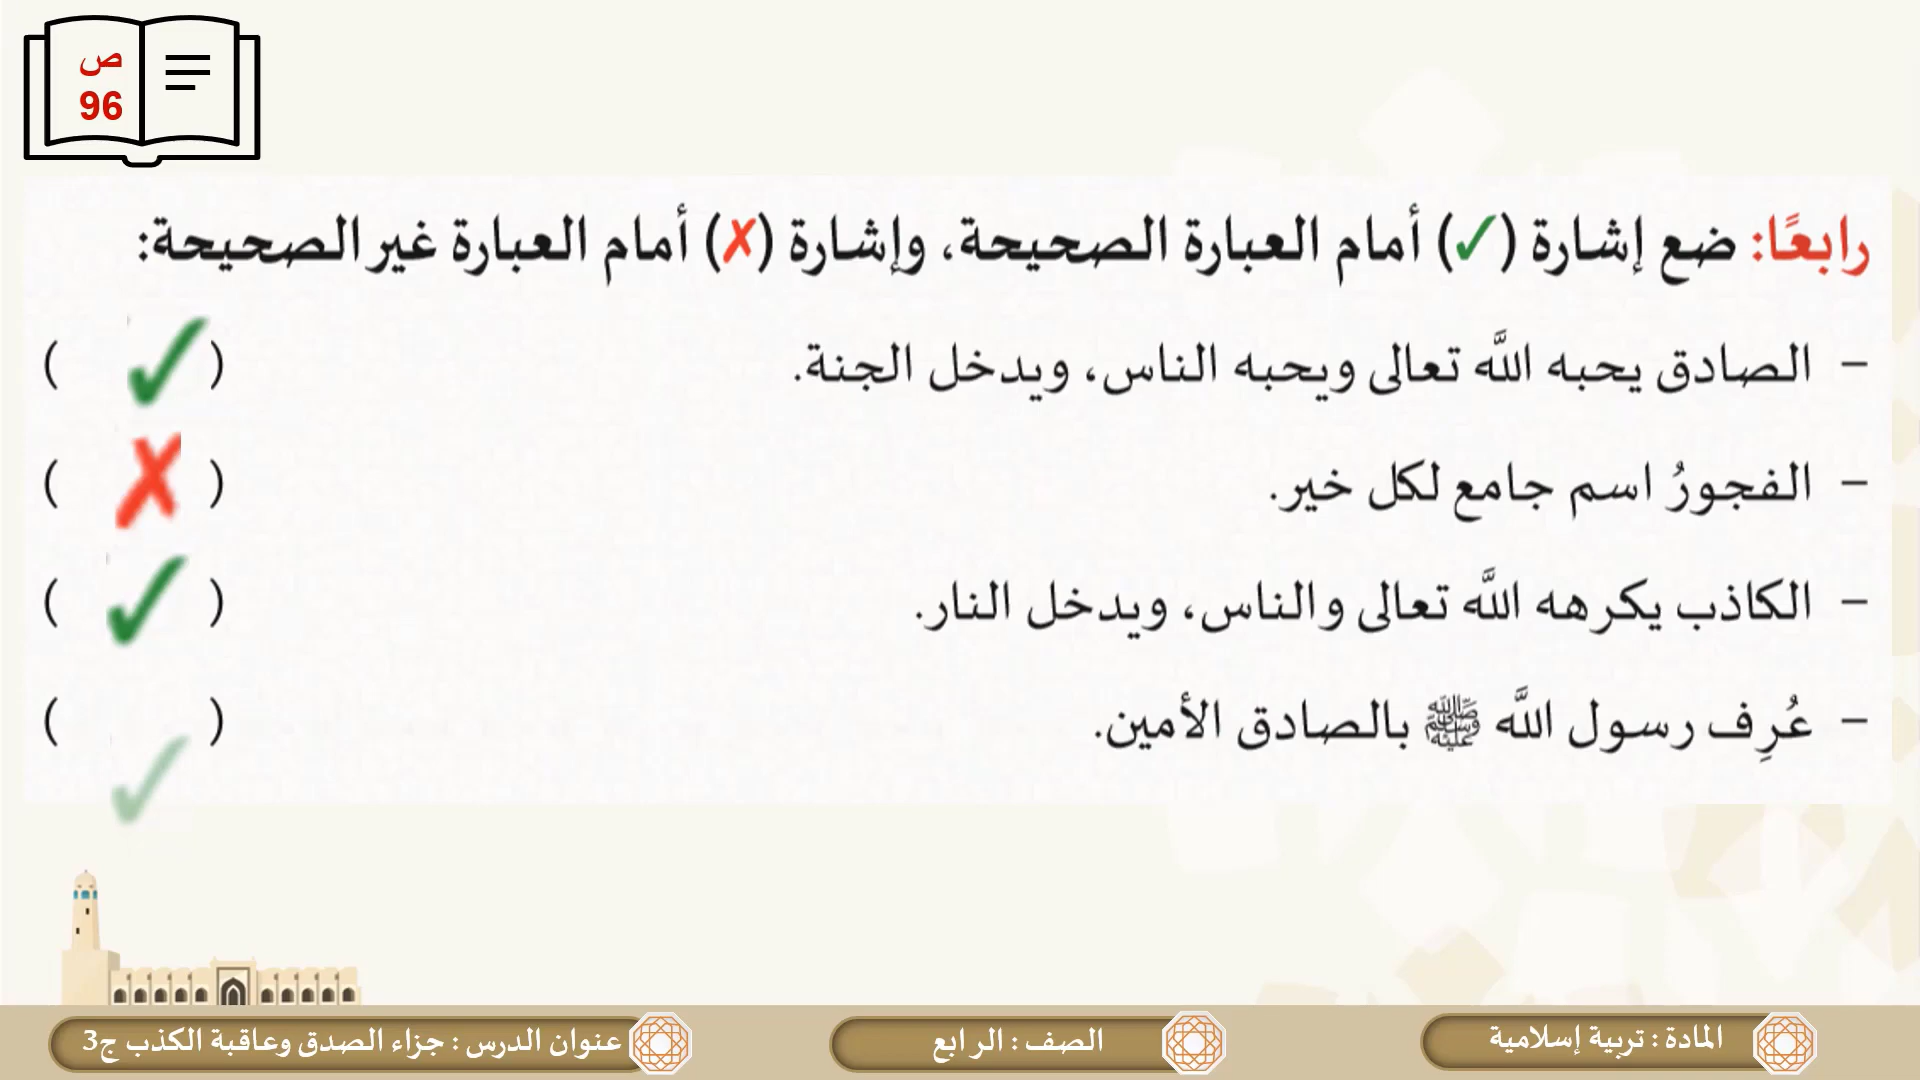 ص
96
رابعًا: ضع إشارة (✓) أمام العبارة الصحيحة، وإشارة (✗) أمام العبارة غير الصحيحة:
– الصادق يحبه الله تعالى ويحبه الناس، ويدخل الجنة. ( ✓ )
– الفجورُ اسم جامع لكل خير. ( ✗ )
– الكاذب يكرهه الله تعالى والناس، ويدخل النار. ( ✓ )
– عُرِف رسول الله ﷺ بالصادق الأمين. ( ✓ )
المادة : تربية إسلامية
الصف : الرابع
عنوان الدرس : جزاء الصدق وعاقبة الكذب ج3